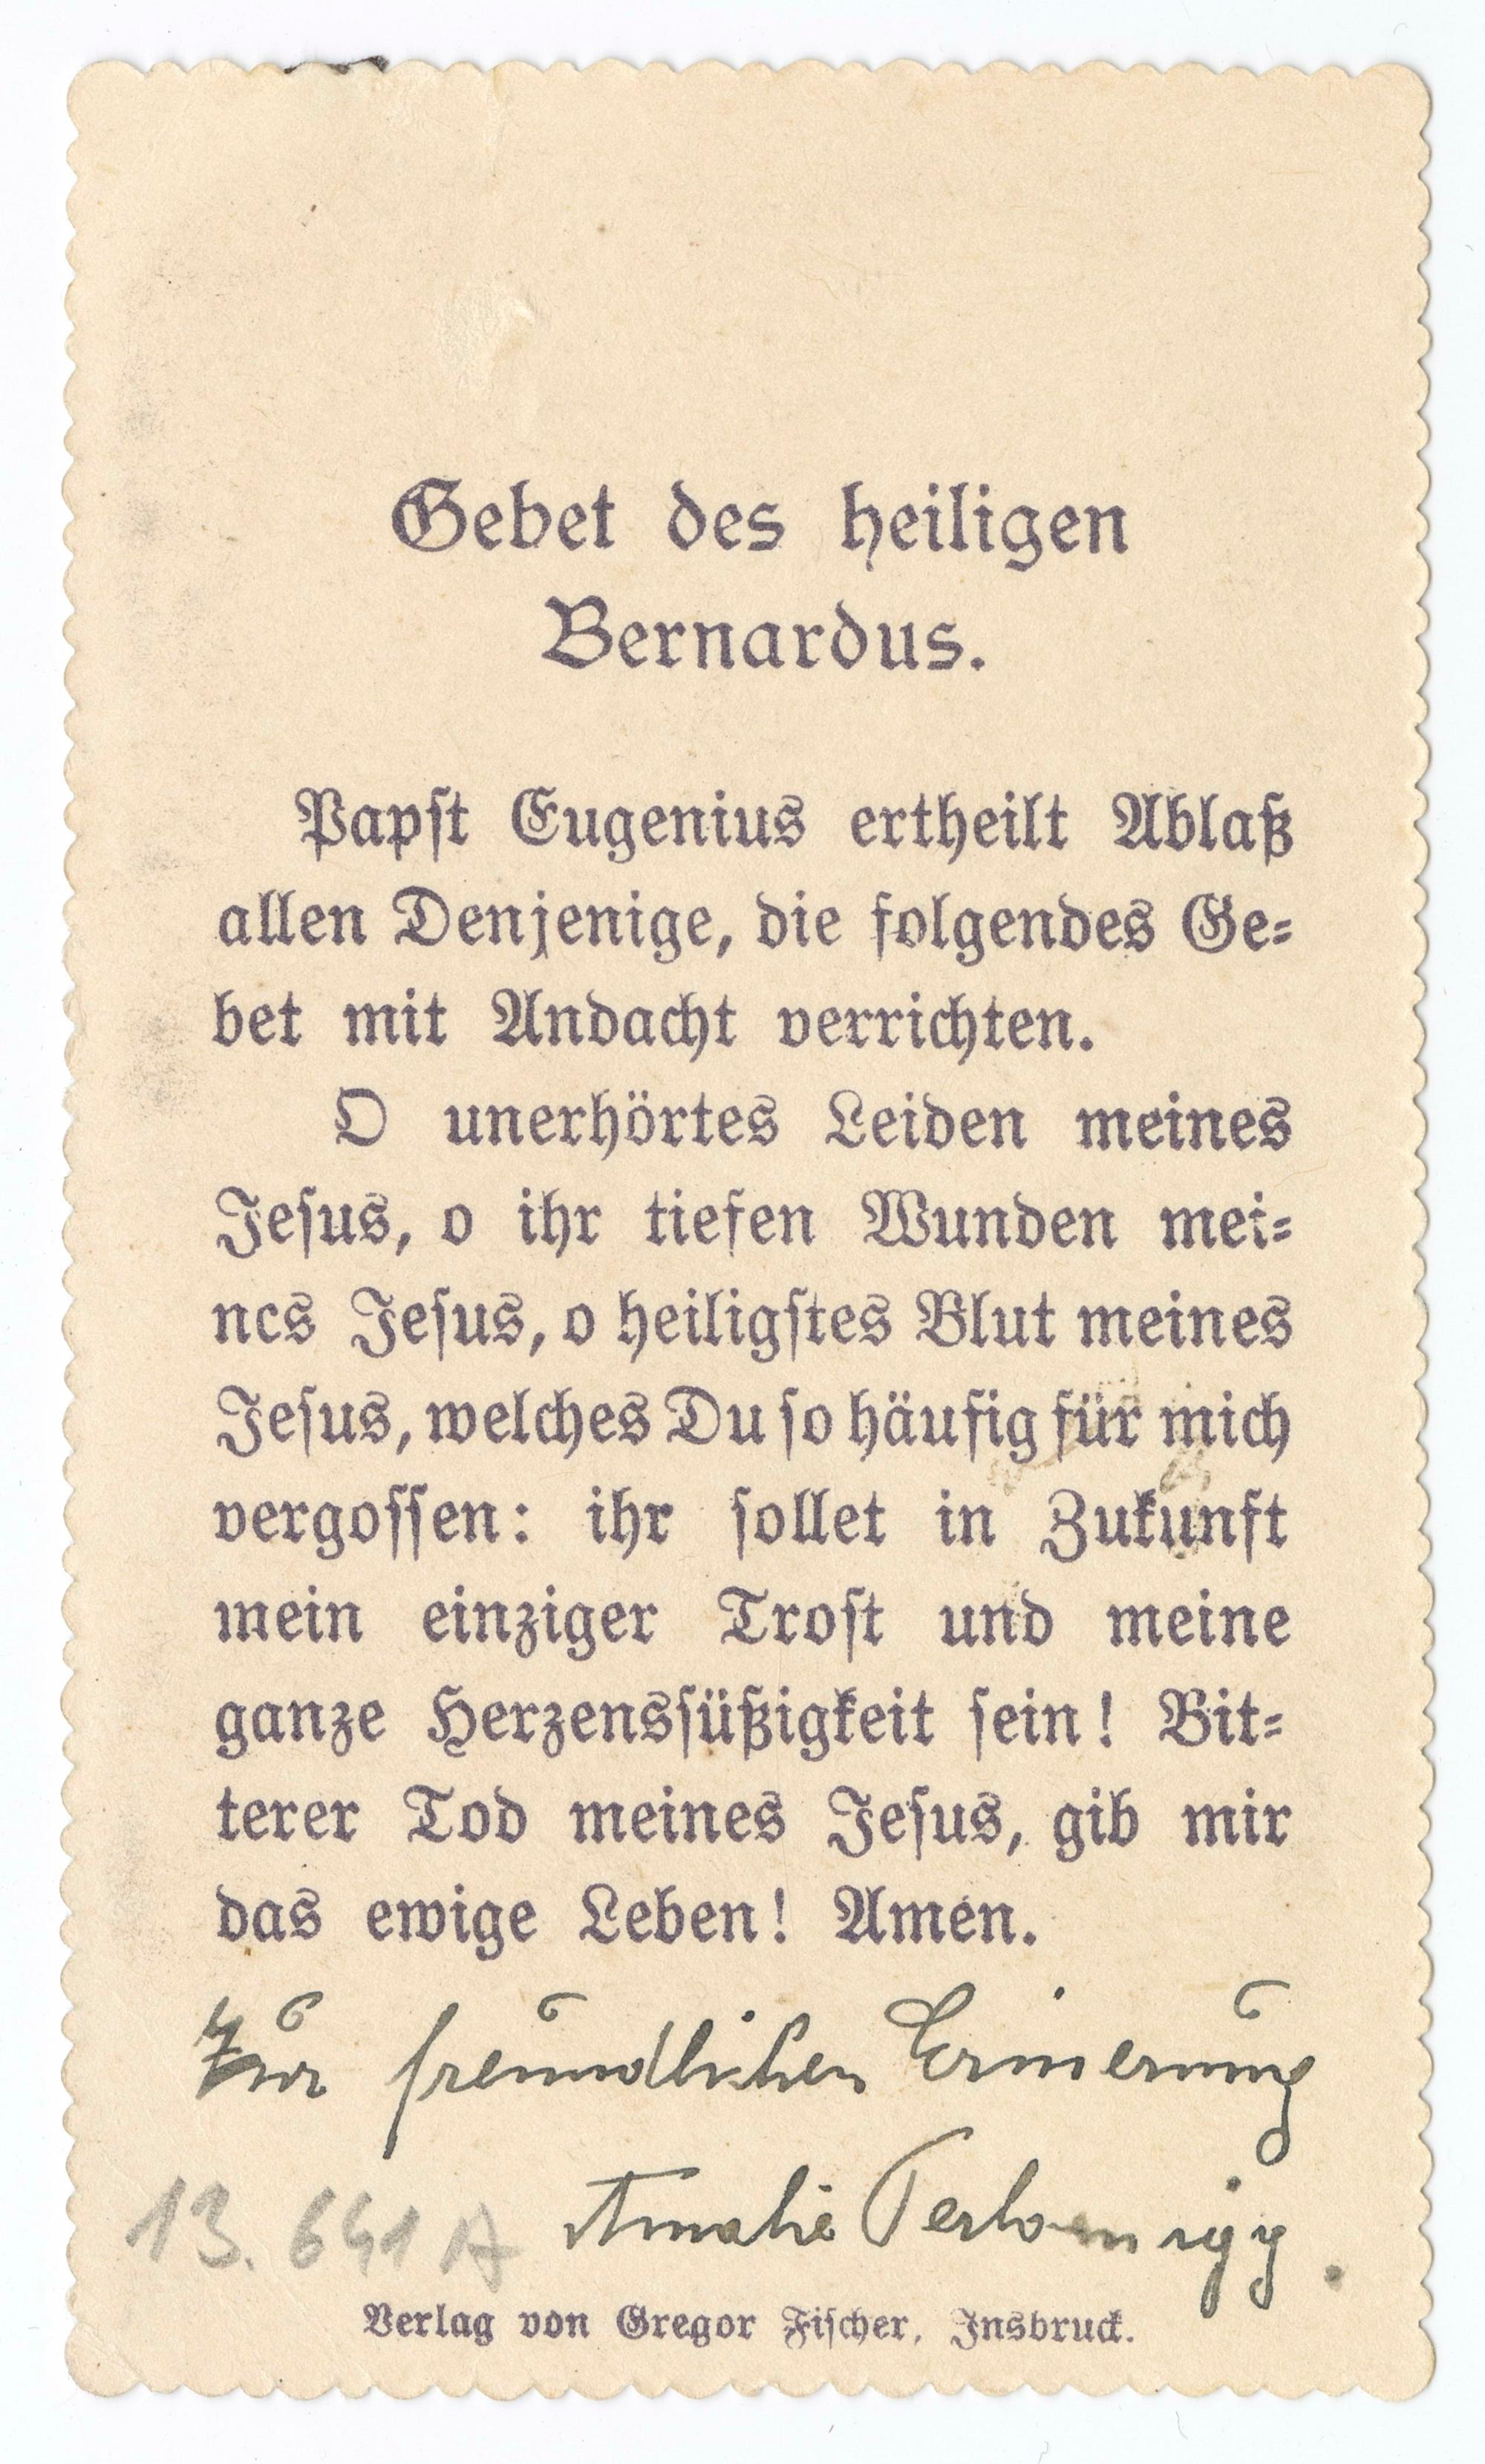 Gebet des heiligen
Bernardus.
Papst Eugenius ertheilt Ablaß
allen Denjenige, die folgendes Ge=
bet mit Andacht verrichten.
O unerhörtes Leiden meines
Jesus, o ihr tiefen Wunden mei=
nes Jesus, o heiligstes Blut meines
Jesus, welches Du so häufig für mich
vergossen: ihr sollet in Zukunft
mein einziger Trost und meine
ganze Herzenssüßigkeit sein! Bit=
terer Tod meines Jesus, gib mir
das ewige Leben! Amen.
Zur freundlichen Erinerung
13. 641 A Amalie
Verlag von Gregor Fischer, Insbruck.